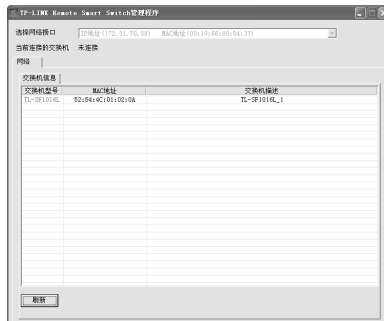 TP-LINK Remote Smart Switch管理程序
选择网络接口 IP地址(172.31.70.88) MAC地址(00:19:66:80:54:37)
当前连接的交换机 未连接
网络
交换机信息
交换机型号 MAC地址 交换机描述
TL-SF1016L 52:54:4C:01:02:0A TL-SF1016L_1
刷新